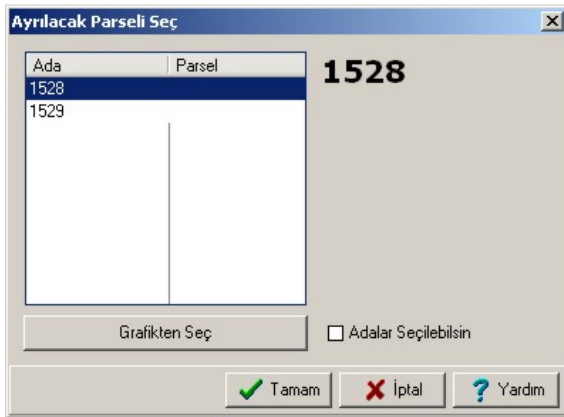 Ayrılacak Parseli Seç
Ada Parsel
1528
1528
1529
Grafikten Seç
Adalar Seçilebilsin
Tamam
İptal
? Yardım